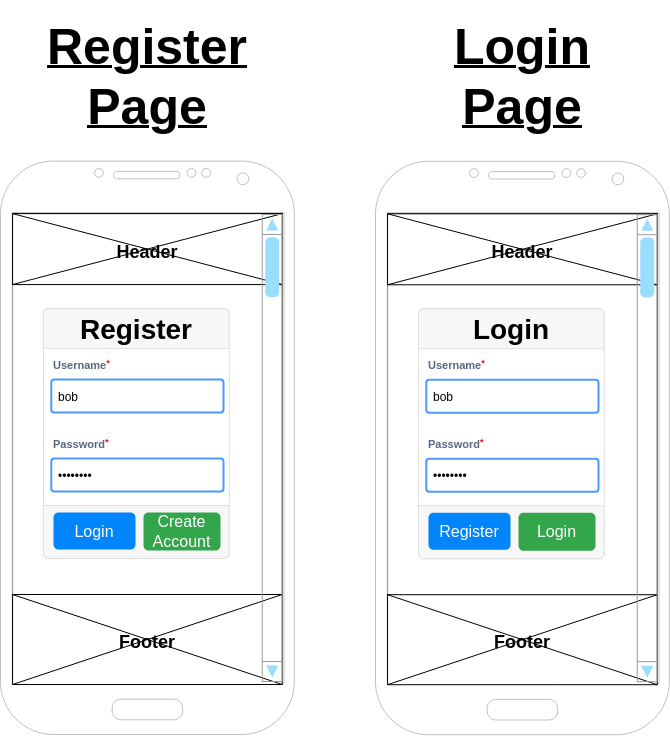 Register
Page
Header
Register
Username*
bob
Password*
••••••••
Login
Create
Account
Footer
Login
Page
Header
Login
Username*
bob
Password*
••••••••
Register
Login
Footer